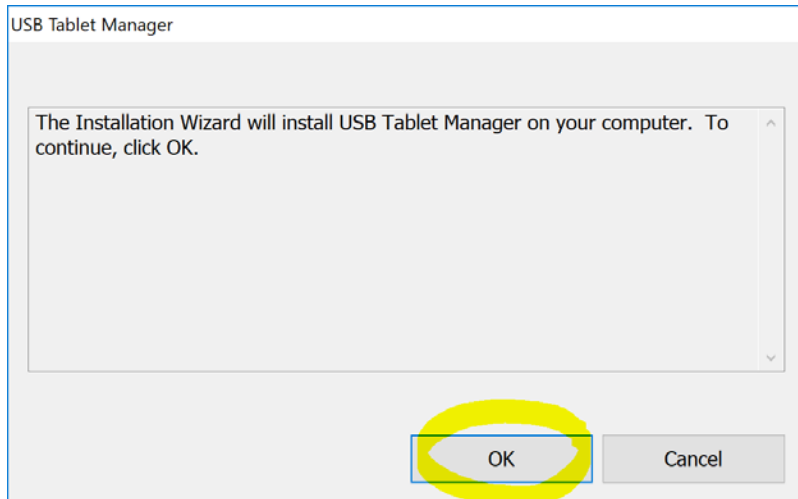 USB Tablet Manager
The Installation Wizard will install USB Tablet Manager on your computer.  To
continue, click OK.
OK
Cancel